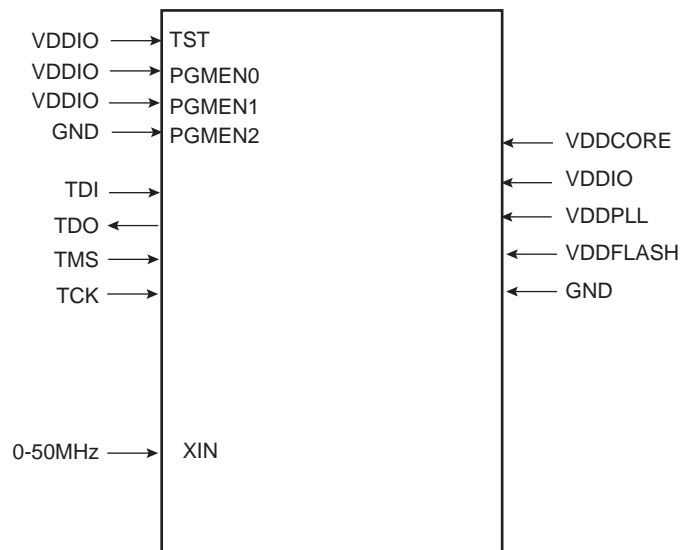 VDDIO TST
VDDIO PGMEN0
VDDIO PGMEN1
GND PGMEN2
VDDCORE
TDI VDDIO
TDO VDDPLL
TMS VDDFLASH
TCK GND
0-50MHz XIN